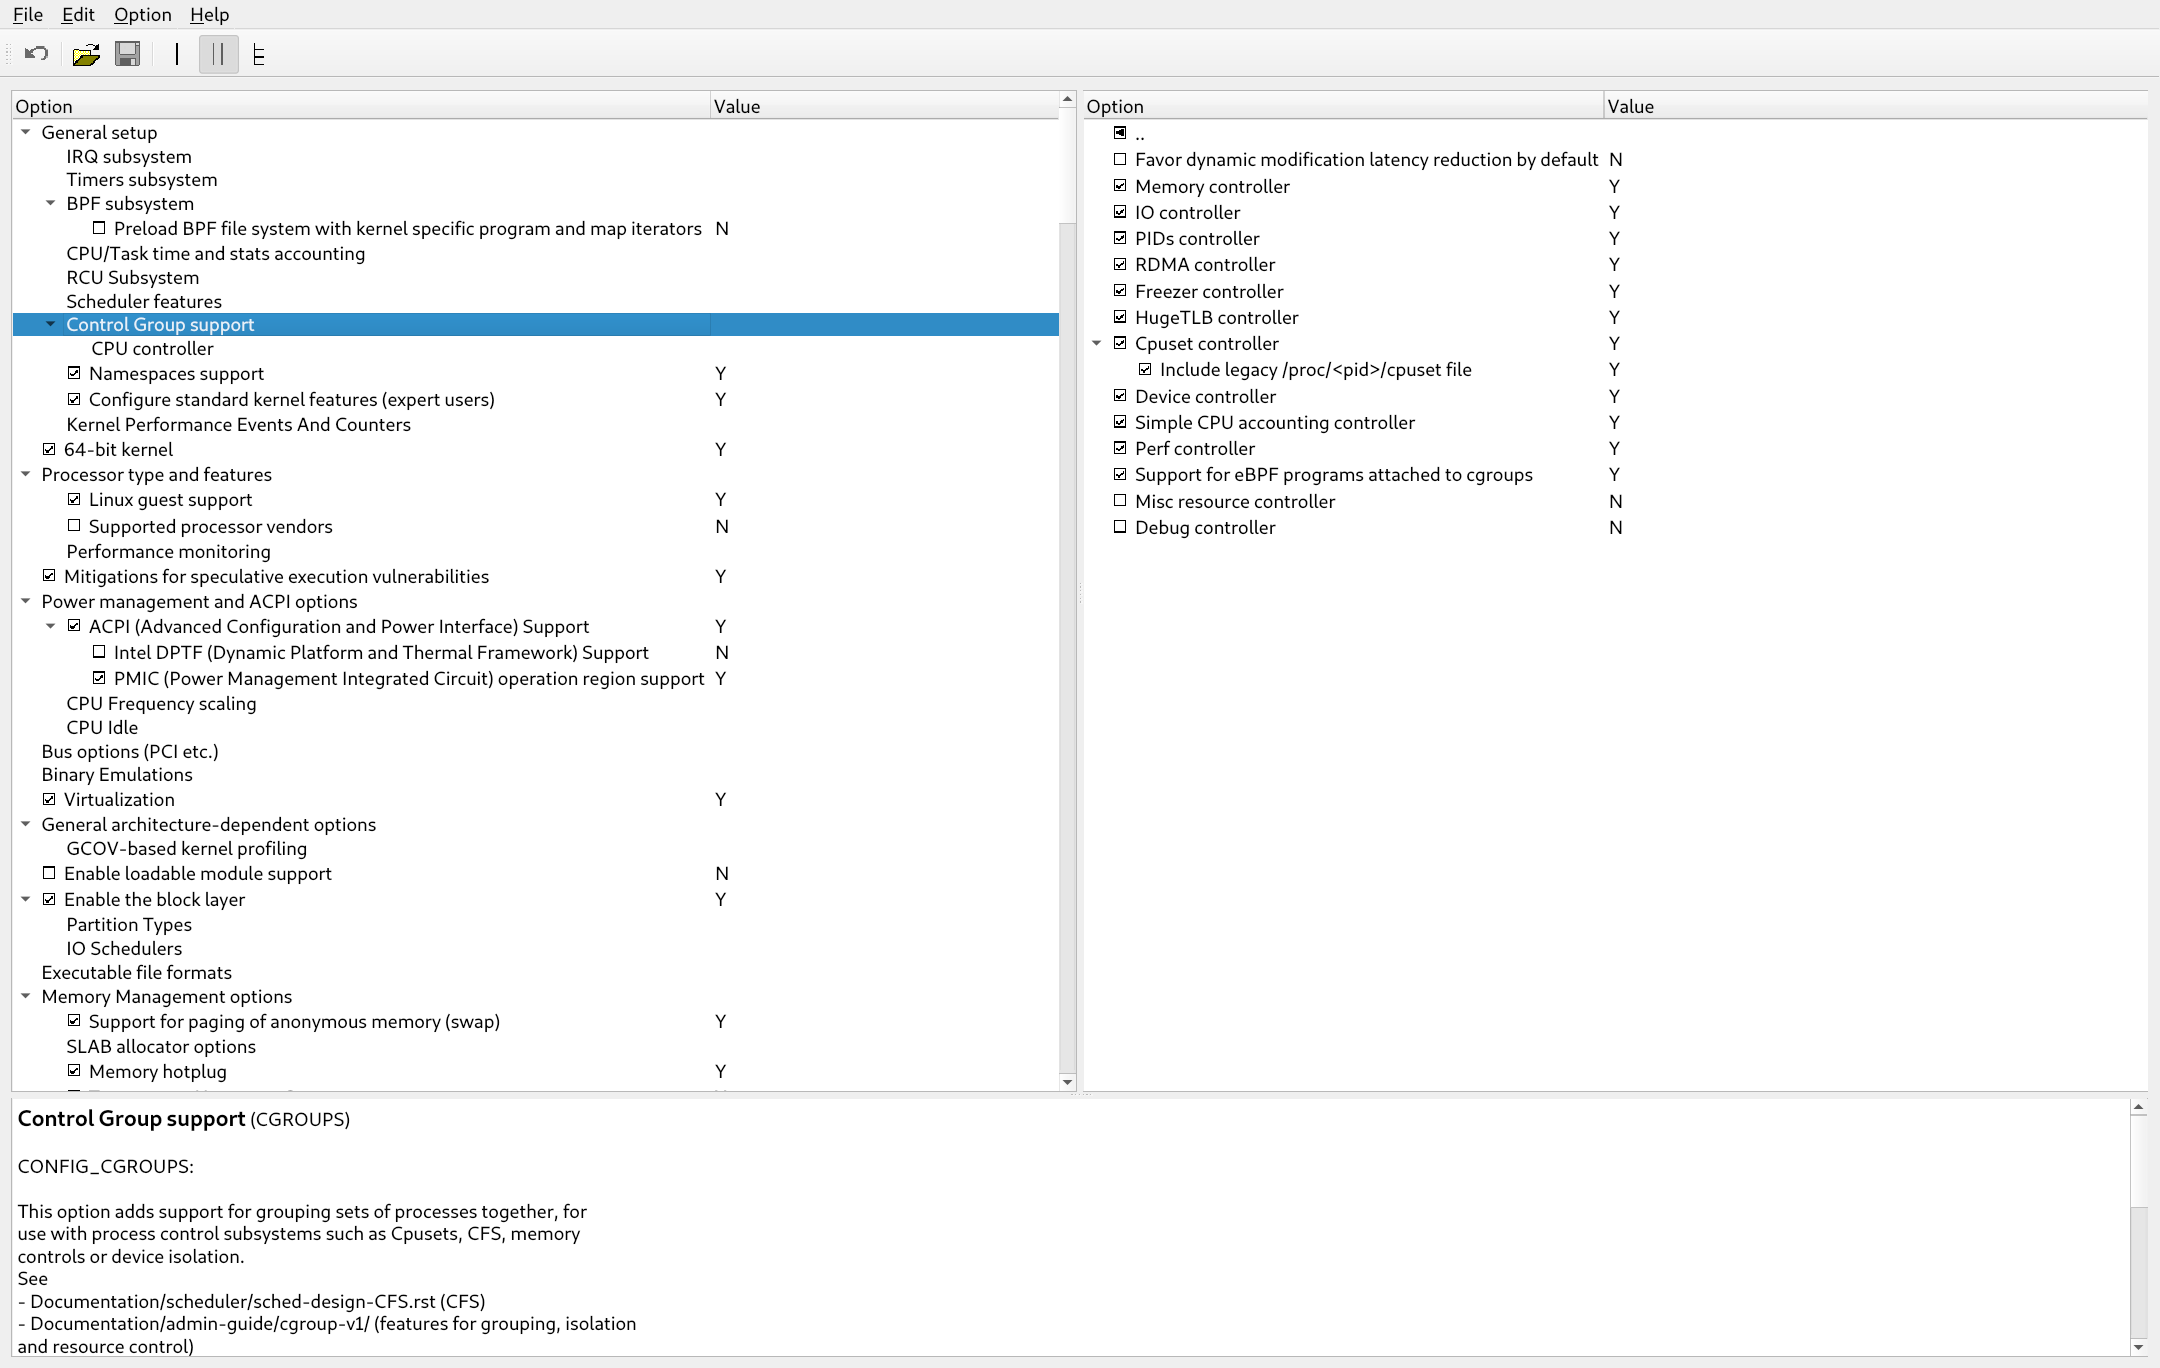 File Edit Option Help
Option Value
General setup
IRQ subsystem
Timers subsystem
BPF subsystem
Preload BPF file system with kernel specific program and map iterators N
CPU/Task time and stats accounting
RCU Subsystem
Scheduler features
Control Group support
CPU controller
Namespaces support Y
Configure standard kernel features (expert users) Y
Kernel Performance Events And Counters
64-bit kernel Y
Processor type and features
Linux guest support Y
Supported processor vendors N
Performance monitoring
Mitigations for speculative execution vulnerabilities Y
Power management and ACPI options
ACPI (Advanced Configuration and Power Interface) Support Y
Intel DPTF (Dynamic Platform and Thermal Framework) Support N
PMIC (Power Management Integrated Circuit) operation region support Y
CPU Frequency scaling
CPU Idle
Bus options (PCI etc.)
Binary Emulations
Virtualization Y
General architecture-dependent options
GCOV-based kernel profiling
Enable loadable module support N
Enable the block layer Y
Partition Types
IO Schedulers
Executable file formats
Memory Management options
Support for paging of anonymous memory (swap) Y
SLAB allocator options
Memory hotplug Y
Option Value
..
Favor dynamic modification latency reduction by default N
Memory controller Y
IO controller Y
PIDs controller Y
RDMA controller Y
Freezer controller Y
HugeTLB controller Y
Cpuset controller Y
Include legacy /proc/<pid>/cpuset file Y
Device controller Y
Simple CPU accounting controller Y
Perf controller Y
Support for eBPF programs attached to cgroups Y
Misc resource controller N
Debug controller N
Control Group support (CGROUPS)
CONFIG_CGROUPS:
This option adds support for grouping sets of processes together, for
use with process control subsystems such as Cpusets, CFS, memory
controls or device isolation.
See
- Documentation/scheduler/sched-design-CFS.rst (CFS)
- Documentation/admin-guide/cgroup-v1/ (features for grouping, isolation
and resource control)